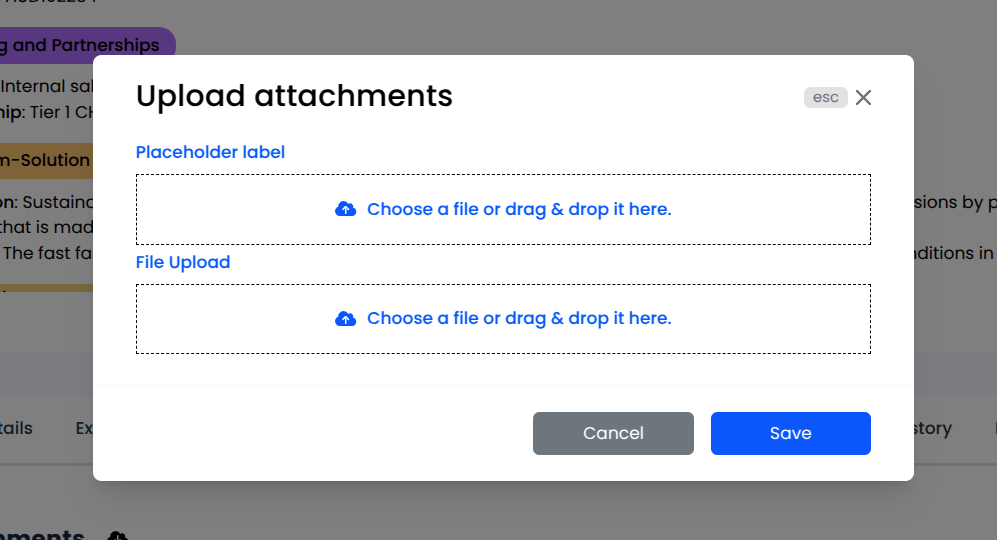 g and Partnerships
Internal sal
hip: Tier 1 CH
m-Solution
on: Sustainc
sions by p
that is mad
The fast fa
nditions in
Upload attachments
esc
Placeholder label
Choose a file or drag & drop it here.
File Upload
Choose a file or drag & drop it here.
Cancel
Save
tails
Ex
story
hments